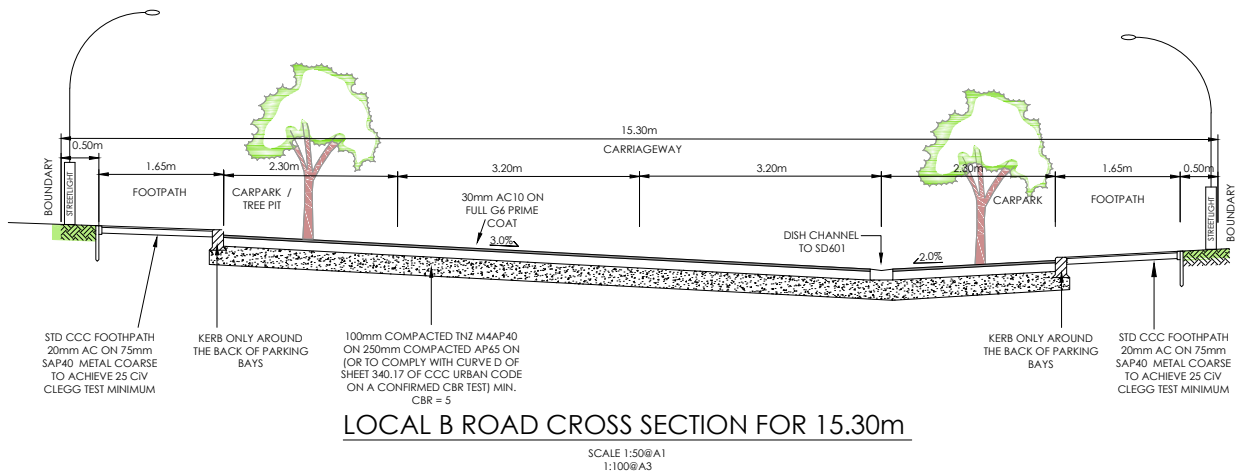 15.30m
CARRIAGEWAY
0.50m
1.65m
2.30m
3.20m
3.20m
2.30m
1.65m
0.50m
BOUNDARY
STREETLIGHT
FOOTPATH
CARPARK /
TREE PIT
30mm AC10 ON
FULL G6 PRIME
COAT
3.0%
DISH CHANNEL
TO SD601
2.0%
CARPARK
FOOTPATH
STREETLIGHT
BOUNDARY
STD CCC FOOTHPATH
20mm AC ON 75mm
SAP40 METAL COARSE
TO ACHIEVE 25 CiV
CLEGG TEST MINIMUM
KERB ONLY AROUND
THE BACK OF PARKING
BAYS
100mm COMPACTED TNZ M4AP40
ON 250mm COMPACTED AP65 ON
(OR TO COMPLY WITH CURVE D OF
SHEET 340.17 OF CCC URBAN CODE
ON A CONFIRMED CBR TEST) MIN.
CBR = 5
KERB ONLY AROUND
THE BACK OF PARKING
BAYS
STD CCC FOOTHPATH
20mm AC ON 75mm
SAP40 METAL COARSE
TO ACHIEVE 25 CiV
CLEGG TEST MINIMUM
LOCAL B ROAD CROSS SECTION FOR 15.30m
SCALE 1:50@A1
1:100@A3